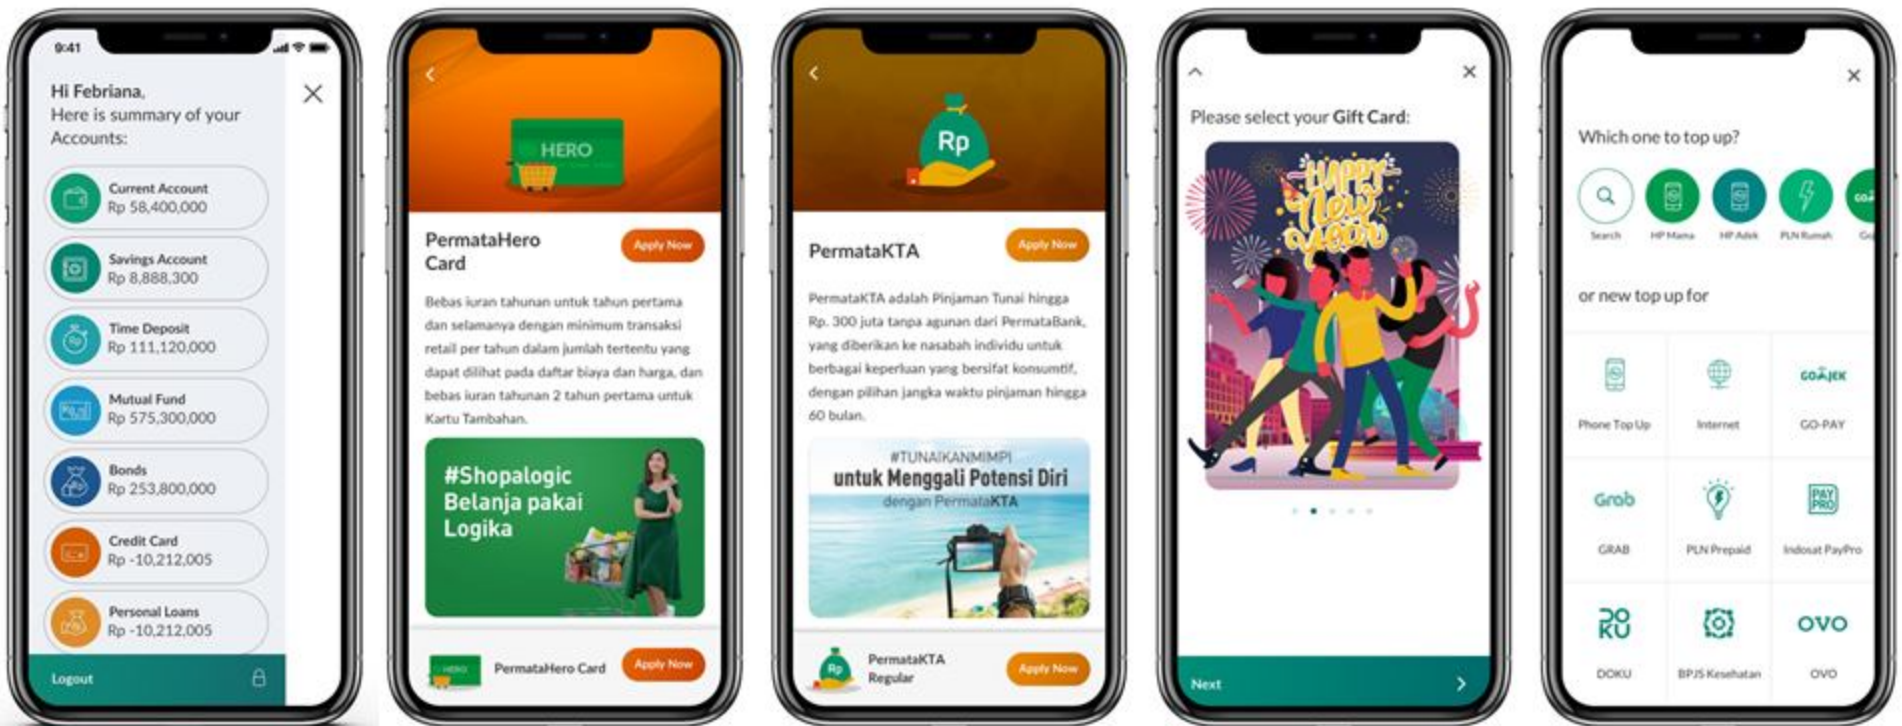 9:41
Hi Febriana,
Here is summary of your
Accounts:
Current Account
Rp 58,400,000
Savings Account
Rp 8,888,300
Time Deposit
Rp 111,120,000
Mutual Fund
Rp 575,300,000
Bonds
Rp 253,800,000
Credit Card
Rp -10,212,005
Personal Loans
Rp -10,212,005
Logout
HERO
PermataHero
Card
Apply Now
Bebas iuran tahunan untuk tahun pertama
dan selamanya dengan minimum transaksi
retail per tahun dalam jumlah tertentu yang
dapat dilihat pada daftar biaya dan harga, dan
bebas iuran tahunan 2 tahun pertama untuk
Kartu Tambahan.
#Shopalogic
Belanja pakai
Logika
HERO
PermataHero Card
Apply Now
Rp
PermataKTA
Apply Now
PermataKTA adalah Pinjaman Tunai hingga
Rp. 300 juta tanpa agunan dari PermataBank,
yang diberikan ke nasabah individu untuk
berbagai keperluan yang bersifat konsumtif,
dengan pilihan jangka waktu pinjaman hingga
60 bulan.
#TUNAIKANMIMPI
untuk Menggali Potensi Diri
dengan PermataKTA
Rp
PermataKTA
Regular
Apply Now
Please select your Gift Card:
HAPPY
New
YEAR
Next
Which one to top up?
Search
HP Mama
HP Adek
PLN Rumah
or new top up for
GOJEK
Phone Top Up
Internet
GO-PAY
Grab
PAY
PRO
GRAB
PLN Prepaid
Indosat PayPro
DOKU
OVO
DOKU
BPJS Kesehatan
OVO